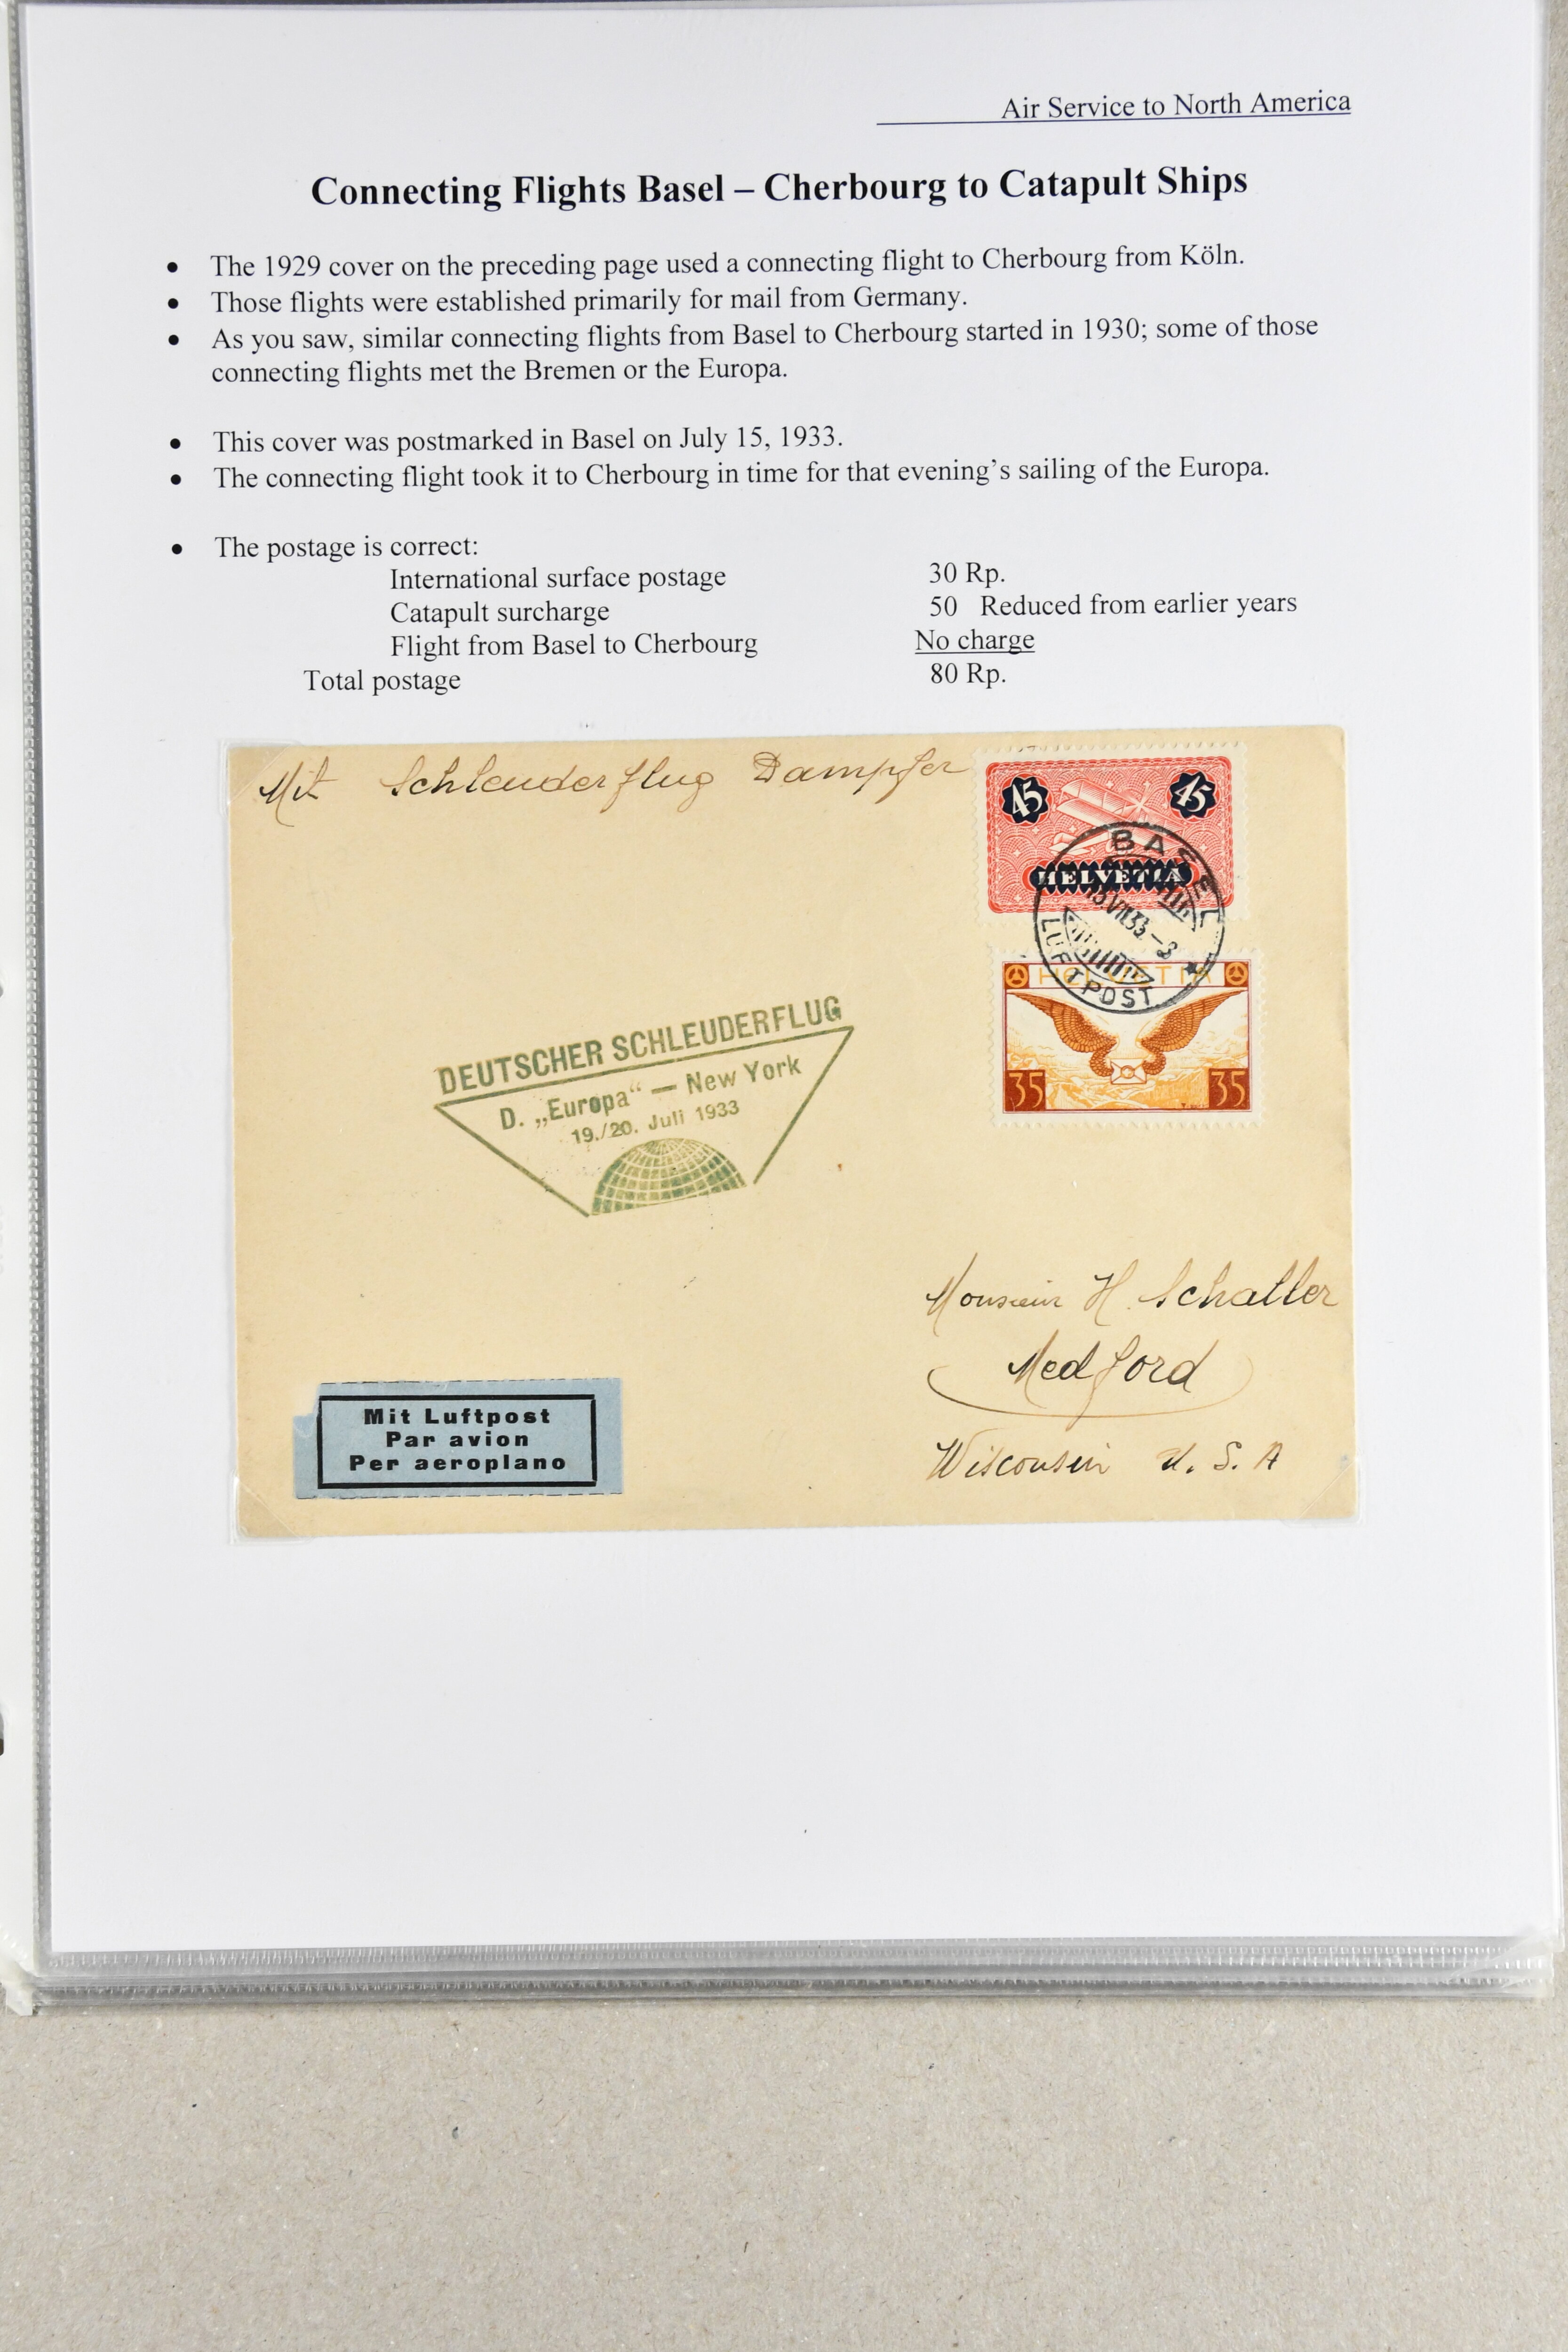 Air Service to North America
Connecting Flights Basel – Cherbourg to Catapult Ships
• The 1929 cover on the preceding page used a connecting flight to Cherbourg from Köln.
• Those flights were established primarily for mail from Germany.
• As you saw, similar connecting flights from Basel to Cherbourg started in 1930; some of those
connecting flights met the Bremen or the Europa.
• This cover was postmarked in Basel on July 15, 1933.
• The connecting flight took it to Cherbourg in time for that evening's sailing of the Europa.
• The postage is correct:
International surface postage 30 Rp.
Catapult surcharge 50 Reduced from earlier years
Flight from Basel to Cherbourg No charge
Total postage 80 Rp.
Mit Schleuderflug Dampfer
45 45
HELVETIA
BASEL
15.VII.33.–8
LUFTPOST
HELVETIA
35 35
DEUTSCHER SCHLEUDERFLUG
D. „Europa“ — New York
19./20. Juli 1933
Monsieur H. Schaller
Medford
Wisconsin U. S. A
Mit Luftpost
Par avion
Per aeroplano